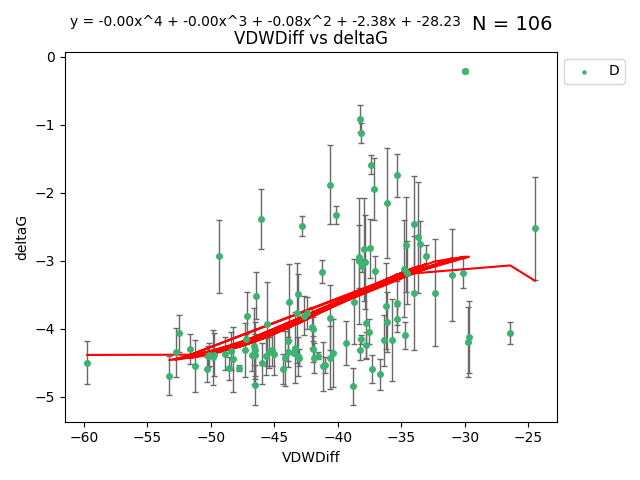 y = -0.00x^4 + -0.00x^3 + -0.08x^2 + -2.38x + -28.23 N = 106
VDWDiff vs deltaG
D
deltaG
0
−1
−2
−3
−4
−5
−60 −55 −50 −45 −40 −35 −30 −25
VDWDiff